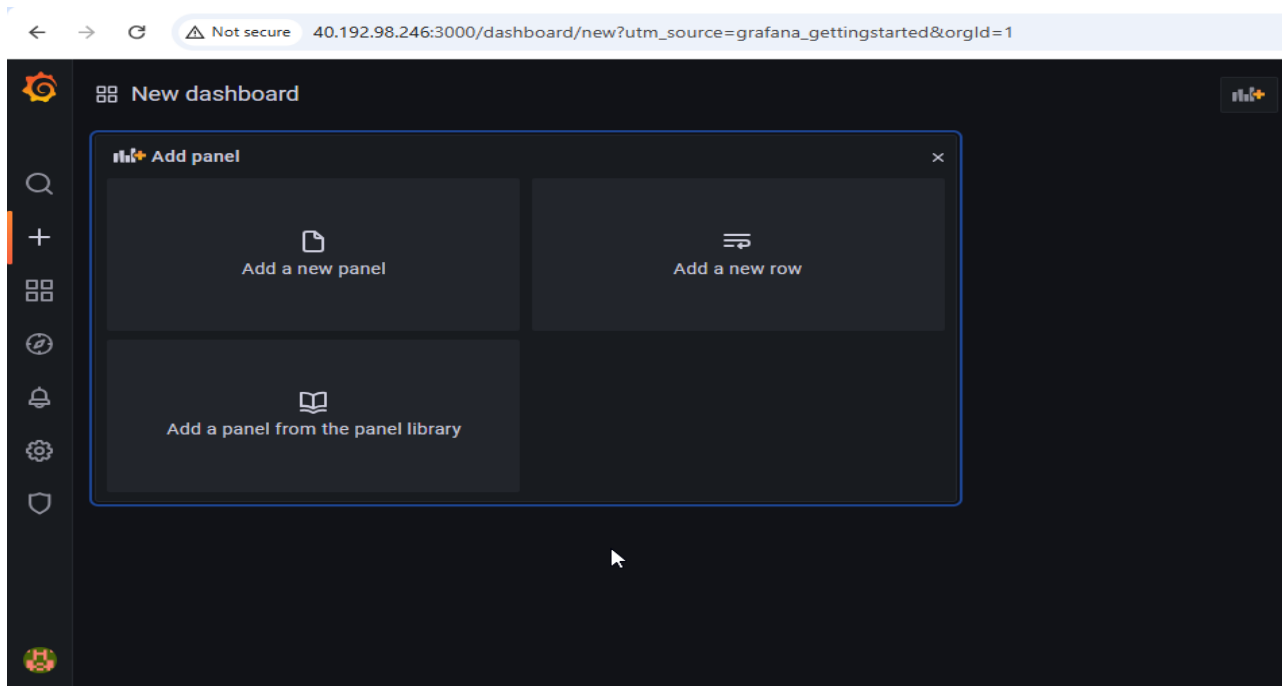 Not secure 40.192.98.246:3000/dashboard/new?utm_source=grafana_gettingstarted&orgId=1
New dashboard
Add panel
Add a new panel
Add a new row
Add a panel from the panel library